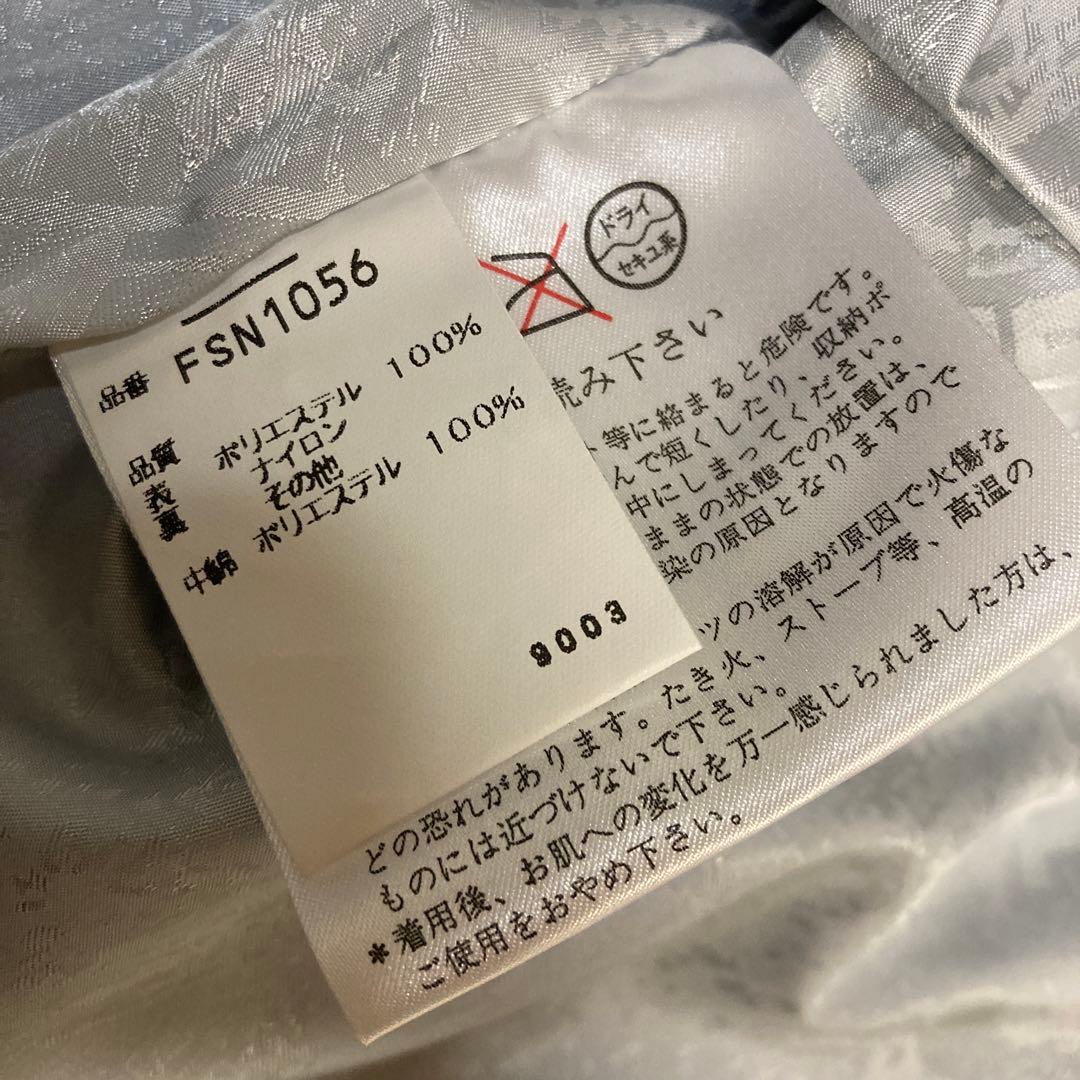 品番 FSN1056
品質
表 ポリエステル 100%
裏 ナイロン
その他
ポリエステル 100%
中綿
9003
ドライ
セキユ系
読み下さい
、等に絡まると危険です。
んで短くしたり、収納ポ
中にしまってください。
ままの状態での放置は、
染の原因となりますので
ツの溶解が原因で火傷な
どの恐れがあります。たき火、ストーブ等、高温の
ものには近づけないで下さい。
*着用後、お肌への変化を万一感じられました方は、
ご使用をおやめ下さい。